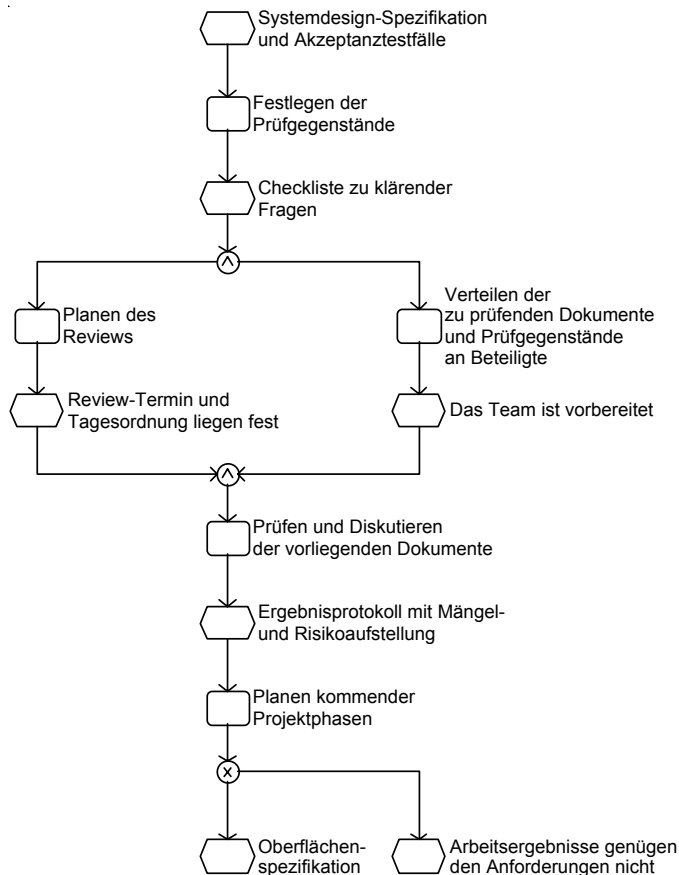 Systemdesign-Spezifikation
und Akzeptanztestfälle
Festlegen der
Prüfgegenstände
Checkliste zu klärender
Fragen
^
Planen des
Reviews
Verteilen der
zu prüfenden Dokumente
und Prüfgegenstände
an Beteiligte
Review-Termin und
Tagesordnung liegen fest
Das Team ist vorbereitet
^
Prüfen und Diskutieren
der vorliegenden Dokumente
Ergebnisprotokoll mit Mängel-
und Risikoaufstellung
Planen kommender
Projektphasen
x
Oberflächen-
spezifikation
Arbeitsergebnisse genügen
den Anforderungen nicht